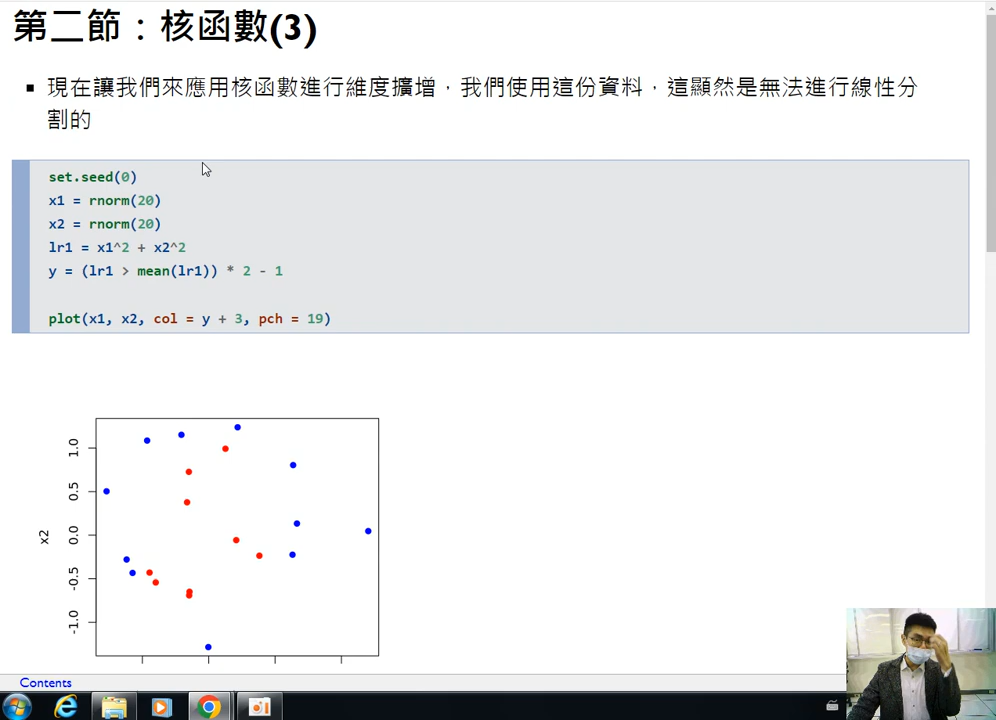 第二節：核函數(3)
現在讓我們來應用核函數進行維度擴增，我們使用這份資料，這顯然是無法進行線性分
割的
set.seed(0)
x1 = rnorm(20)
x2 = rnorm(20)
lr1 = x1^2 + x2^2
y = (lr1 > mean(lr1)) * 2 - 1
plot(x1, x2, col = y + 3, pch = 19)
1.0
0.5
x2
0.0
-0.5
-1.0
Contents